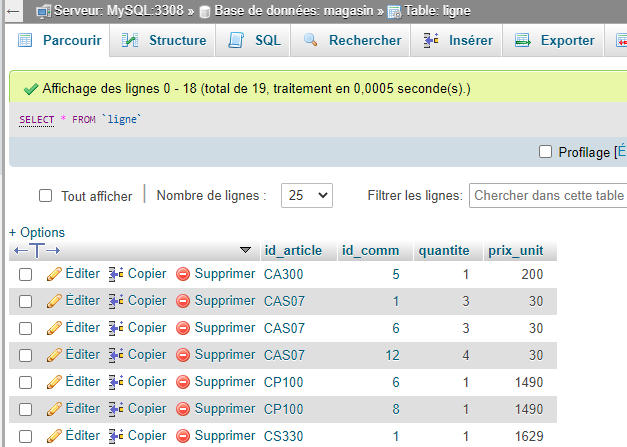 Serveur: MySQL:3308 » Base de données: magasin » Table: ligne
Parcourir Structure SQL Rechercher Insérer Exporter
Affichage des lignes 0 - 18 (total de 19, traitement en 0,0005 seconde(s).)
SELECT * FROM `ligne`
Profilage [É
Tout afficher Nombre de lignes : 25 Filtrer les lignes: Chercher dans cette table
+ Options
id_article id_comm quantite prix_unit
Éditer Copier Supprimer CA300 5 1 200
Éditer Copier Supprimer CAS07 1 3 30
Éditer Copier Supprimer CAS07 6 3 30
Éditer Copier Supprimer CAS07 12 4 30
Éditer Copier Supprimer CP100 6 1 1490
Éditer Copier Supprimer CP100 8 1 1490
Éditer Copier Supprimer CS330 1 1 1629